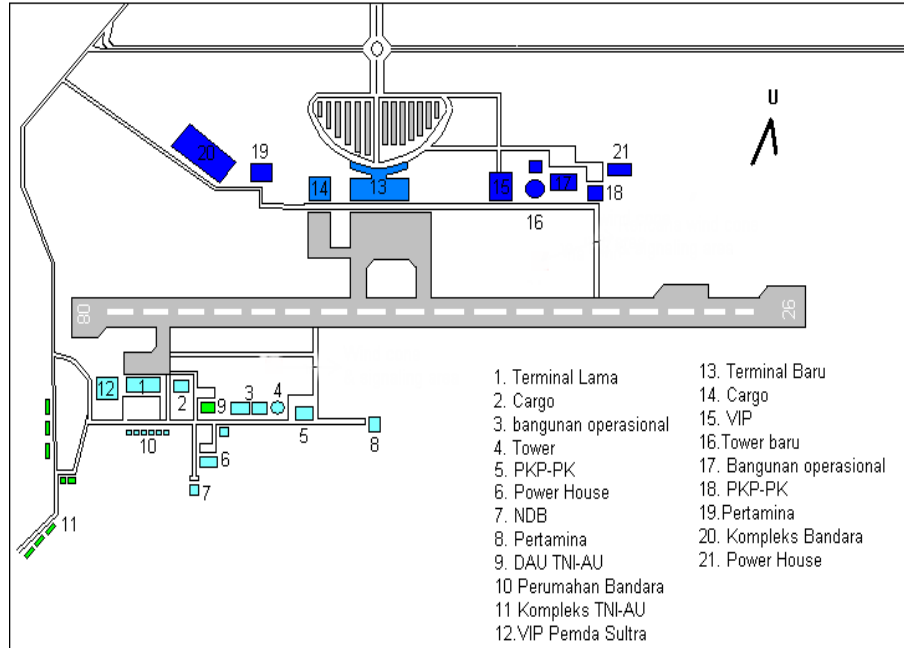 U
20
19
21
14
13
15
17
18
16
08
26
12
1
2
9
3
4
5
8
10
6
7
11
1. Terminal Lama
2. Cargo
3. bangunan operasional
4. Tower
5. PKP-PK
6. Power House
7. NDB
8. Pertamina
9. DAU TNI-AU
10 Perumahan Bandara
11 Kompleks TNI-AU
12.VIP Pemda Sultra
13. Terminal Baru
14. Cargo
15. VIP
16.Tower baru
17. Bangunan operasional
18. PKP-PK
19.Pertamina
20. Kompleks Bandara
21. Power House